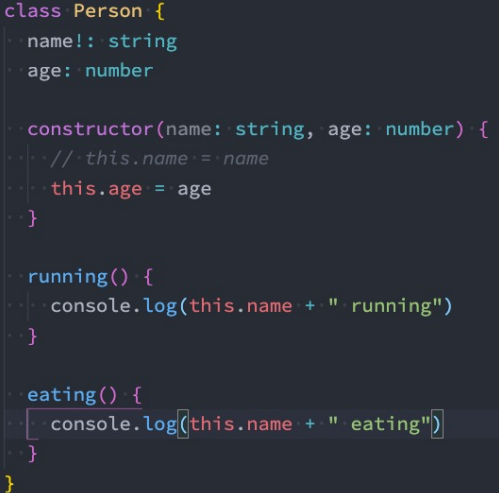 class Person {
  name!: string
  age: number
  constructor(name: string, age: number) {
    // this.name = name
    this.age = age
  }
  running() {
    console.log(this.name + " running")
  }
  eating() {
    console.log(this.name + " eating")
  }
}